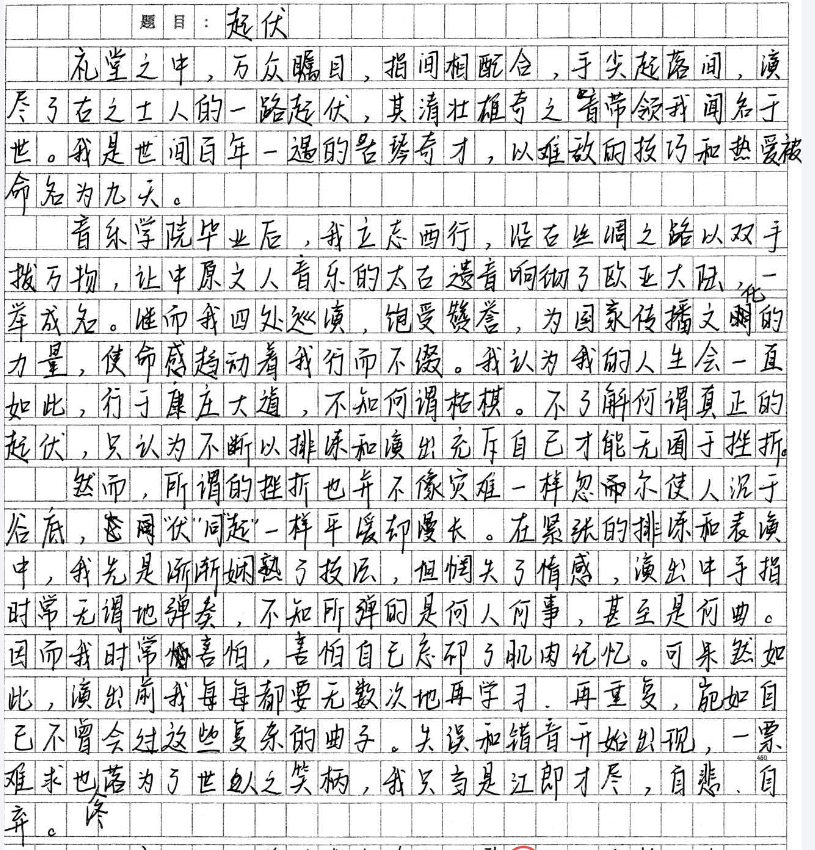 题目：起伏
礼堂之中，万众瞩目，指间相配合，手尖起落间，演
尽了古之士人的一路起伏，其清壮雄奇之音带领我闻名于
世。我是世间百年一遇的古琴奇才，以难敌的技巧和热爱被
命名为九天。
音乐学院毕业后，我立志西行，沿古丝绸之路以双手
拨万物，让中原文人音乐的太古遗音响彻了欧亚大陆，一
举成名。继而我四处巡演，饱受赞誉，为国家传播文化的
力量，使命感趋动着我行而不缀。我认为我的人生会一直
如此，行于康庄大道，不知何谓枯棋。不了解何谓真正的
起伏，只认为不断以排练和演出充斥自己才能无困于挫折。
然而，所谓的挫折也并不像灾难一样忽而尔使人沉于
谷底，“伏”同“起”一样平缓却漫长。在紧张的排练和表演
中，我先是渐渐娴熟了技法，但惘失了情感，演出中手指
时常无谓地弹奏，不知所弹的是何人何事，甚至是何曲。
因而我时常害怕，害怕自己忘却了肌肉记忆。可果然如
此，演出前我每每都要无数次地再学习、再重复，宛如自
己不曾会过这些复杂的曲子。失误和错音开始出现，一票
难求也终落为了世人之笑柄，我只当是江郎才尽，自悲、自
弃。
450